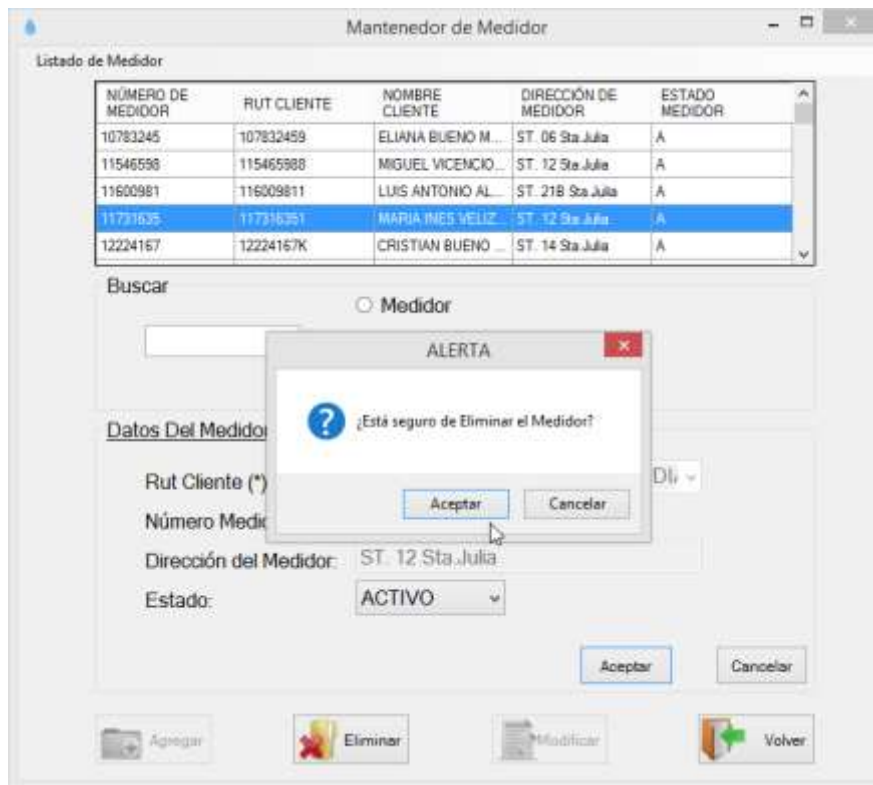 Mantenedor de Medidor
Listado de Medidor
NÚMERO DE MEDIDOR RUT CLIENTE NOMBRE CLIENTE DIRECCIÓN DE MEDIDOR ESTADO MEDIDOR
10783245 107832459 ELIANA BUENO M... ST. 06 Sta.Julia A
11546598 115465988 MIGUEL VICENCIO... ST. 12 Sta.Julia A
11600981 116009811 LUIS ANTONIO AL... ST. 21B Sta.Julia A
11731635 117316351 MARIA INES VELIZ... ST. 12 Sta.Julia A
12224167 12224167K CRISTIAN BUENO ... ST. 14 Sta.Julia A
Buscar
Medidor
ALERTA
¿Está seguro de Eliminar el Medidor?
Aceptar Cancelar
Datos Del Medido
Rut Cliente (*)
Número Medid
Dirección del Medidor: ST. 12 Sta.Julia
Estado: ACTIVO
Aceptar Cancelar
Agregar Eliminar Modificar Volver